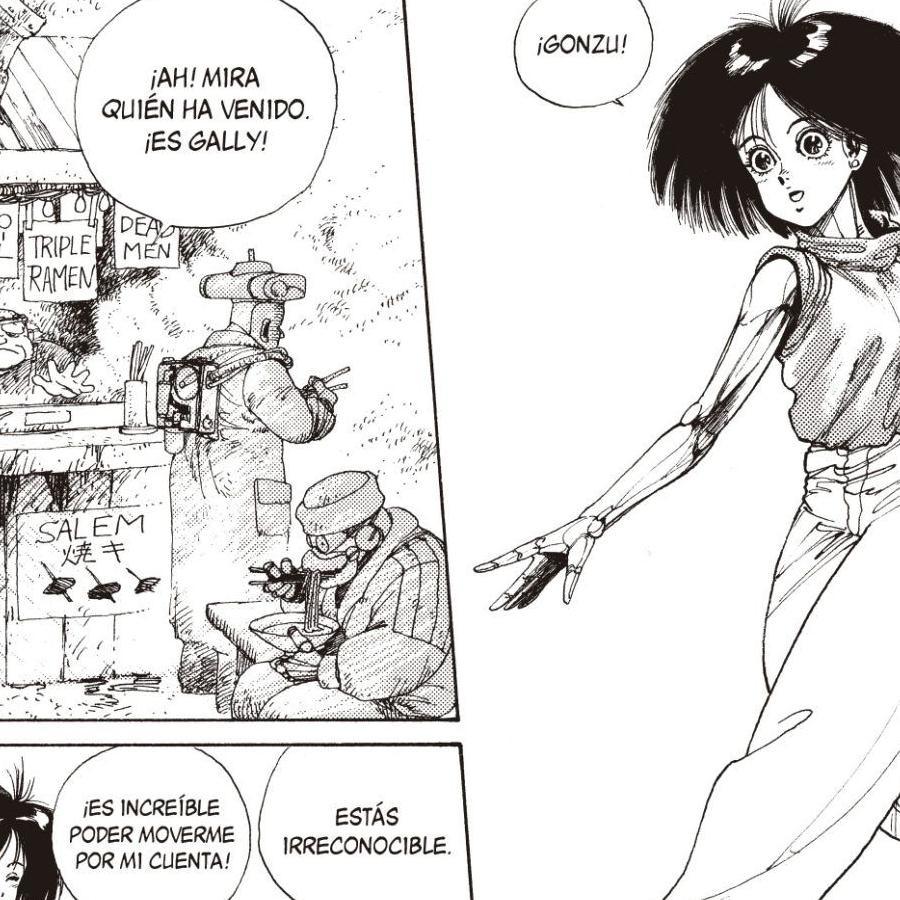 ¡GONZU!
¡AH! MIRA
QUIÉN HA VENIDO.
¡ES GALLY!
TRIPLE
RAMEN
DEAD
MEN
SALEM
焼キ
ESTÁS
IRRECONOCIBLE.
¡ES INCREÍBLE
PODER MOVERME
POR MI CUENTA!